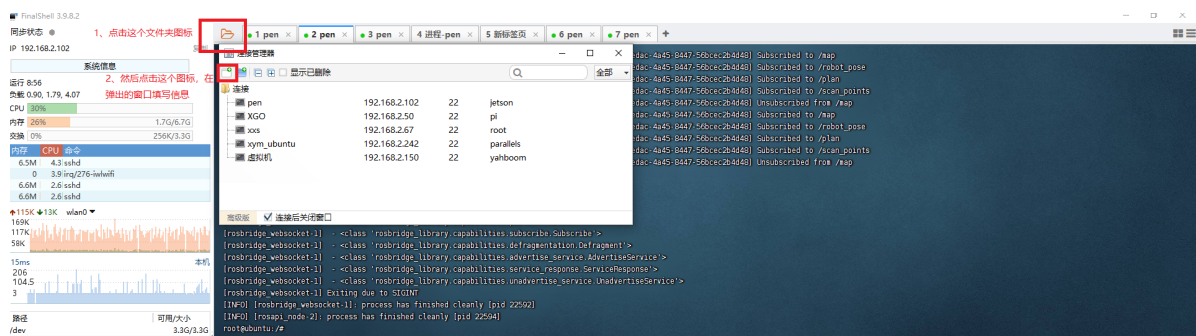 FinalShell 3.9.8.2
同步状态
1、点击这个文件夹图标
IP 192.168.2.102
系统信息
运行 8:56
负载 0.90, 1.79, 4.07
2、然后点击这个图标，在
弹出的窗口填写信息
CPU 30%
内存 26% 1.7G/6.7G
交换 0% 256K/3.3G
内存 CPU 命令
6.5M 4.3 sshd
0 3.9 irq/276-iwlwifi
6.6M 2.6 sshd
6.6M 2.6 sshd
115K 13K wlan0
169K
117K
58K
15ms 本机
206
104.5
3
路径 可用/大小
/dev 3.3G/3.3G
1 pen × 2 pen × 3 pen × 4 进程-pen × 5 新标签页 × 6 pen × 7 pen × +
连接管理器
显示已删除 全部
连接
pen 192.168.2.102 22 jetson
XGO 192.168.2.50 22 pi
xxs 192.168.2.67 22 root
xym_ubuntu 192.168.2.242 22 parallels
虚拟机 192.168.2.150 22 yahboom
高级版 连接后关闭窗口
edac-4a45-8447-56bcec2b4d48] Subscribed to /map
edac-4a45-8447-56bcec2b4d48] Subscribed to /robot_pose
edac-4a45-8447-56bcec2b4d48] Subscribed to /plan
edac-4a45-8447-56bcec2b4d48] Subscribed to /scan_points
edac-4a45-8447-56bcec2b4d48] Unsubscribed from /map
edac-4a45-8447-56bcec2b4d48] Subscribed to /map
edac-4a45-8447-56bcec2b4d48] Subscribed to /robot_pose
edac-4a45-8447-56bcec2b4d48] Subscribed to /plan
edac-4a45-8447-56bcec2b4d48] Subscribed to /scan_points
edac-4a45-8447-56bcec2b4d48] Unsubscribed from /map
[rosbridge_websocket-1] - <class 'rosbridge_library.capabilities.subscribe.Subscribe'>
[rosbridge_websocket-1] - <class 'rosbridge_library.capabilities.defragmentation.Defragment'>
[rosbridge_websocket-1] - <class 'rosbridge_library.capabilities.advertise_service.AdvertiseService'>
[rosbridge_websocket-1] - <class 'rosbridge_library.capabilities.service_response.ServiceResponse'>
[rosbridge_websocket-1] - <class 'rosbridge_library.capabilities.unadvertise_service.UnadvertiseService'>
[rosbridge_websocket-1] Exiting due to SIGINT
[INFO] [rosbridge_websocket-1]: process has finished cleanly [pid 22592]
[INFO] [rosapi_node-2]: process has finished cleanly [pid 22594]
root@ubuntu:/#